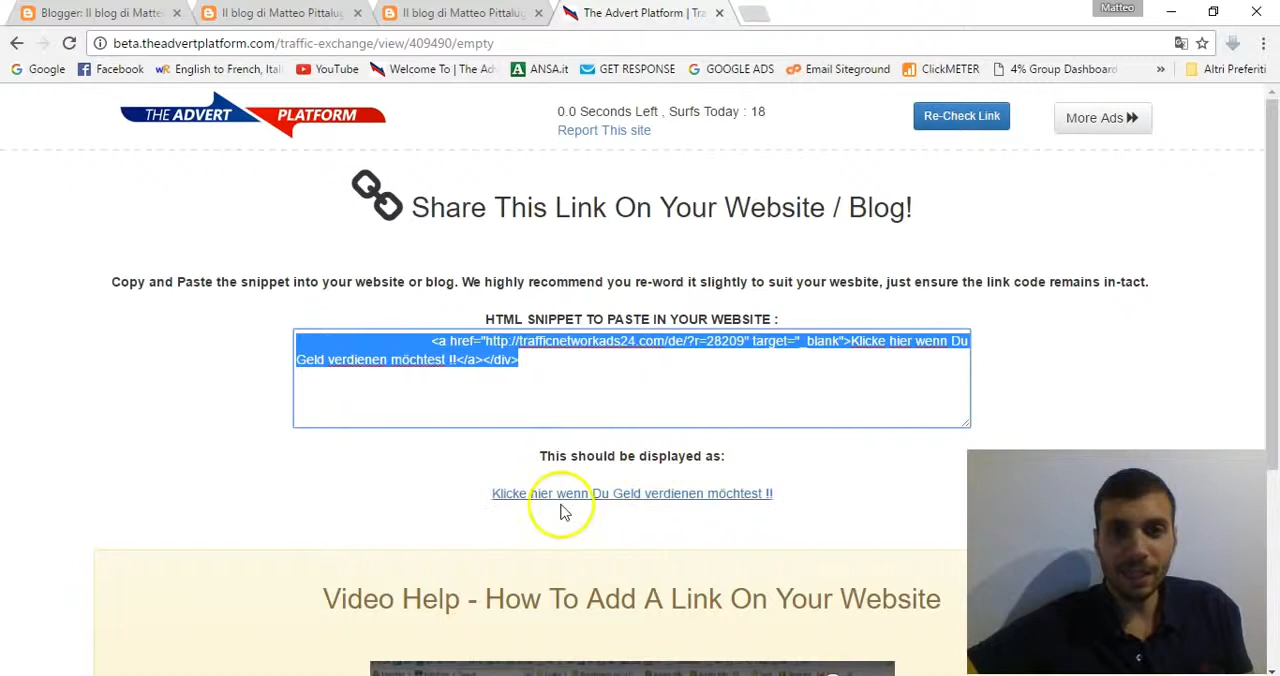 Blogger: Il blog di Matte
Il blog di Matteo Pittalug
Il blog di Matteo Pittalug
The Advert Platform | Tra
Matteo
beta.theadvertplatform.com/traffic-exchange/view/409490/empty
Google
Facebook
English to French, Itali
YouTube
Welcome To | The Adv
ANSA.it
GET RESPONSE
GOOGLE ADS
Email Siteground
ClickMETER
4% Group Dashboard
»
Altri Preferiti
THE ADVERT PLATFORM
0.0 Seconds Left , Surfs Today : 18
Report This site
Re-Check Link
More Ads
Share This Link On Your Website / Blog!
Copy and Paste the snippet into your website or blog. We highly recommend you re-word it slightly to suit your wesbite, just ensure the link code remains in-tact.
HTML SNIPPET TO PASTE IN YOUR WEBSITE :
<a href="http://trafficnetworkads24.com/de/?r=28209" target="_blank">Klicke hier wenn Du
Geld verdienen möchtest !!</a></div>
This should be displayed as:
Klicke hier wenn Du Geld verdienen möchtest !!
Video Help - How To Add A Link On Your Website